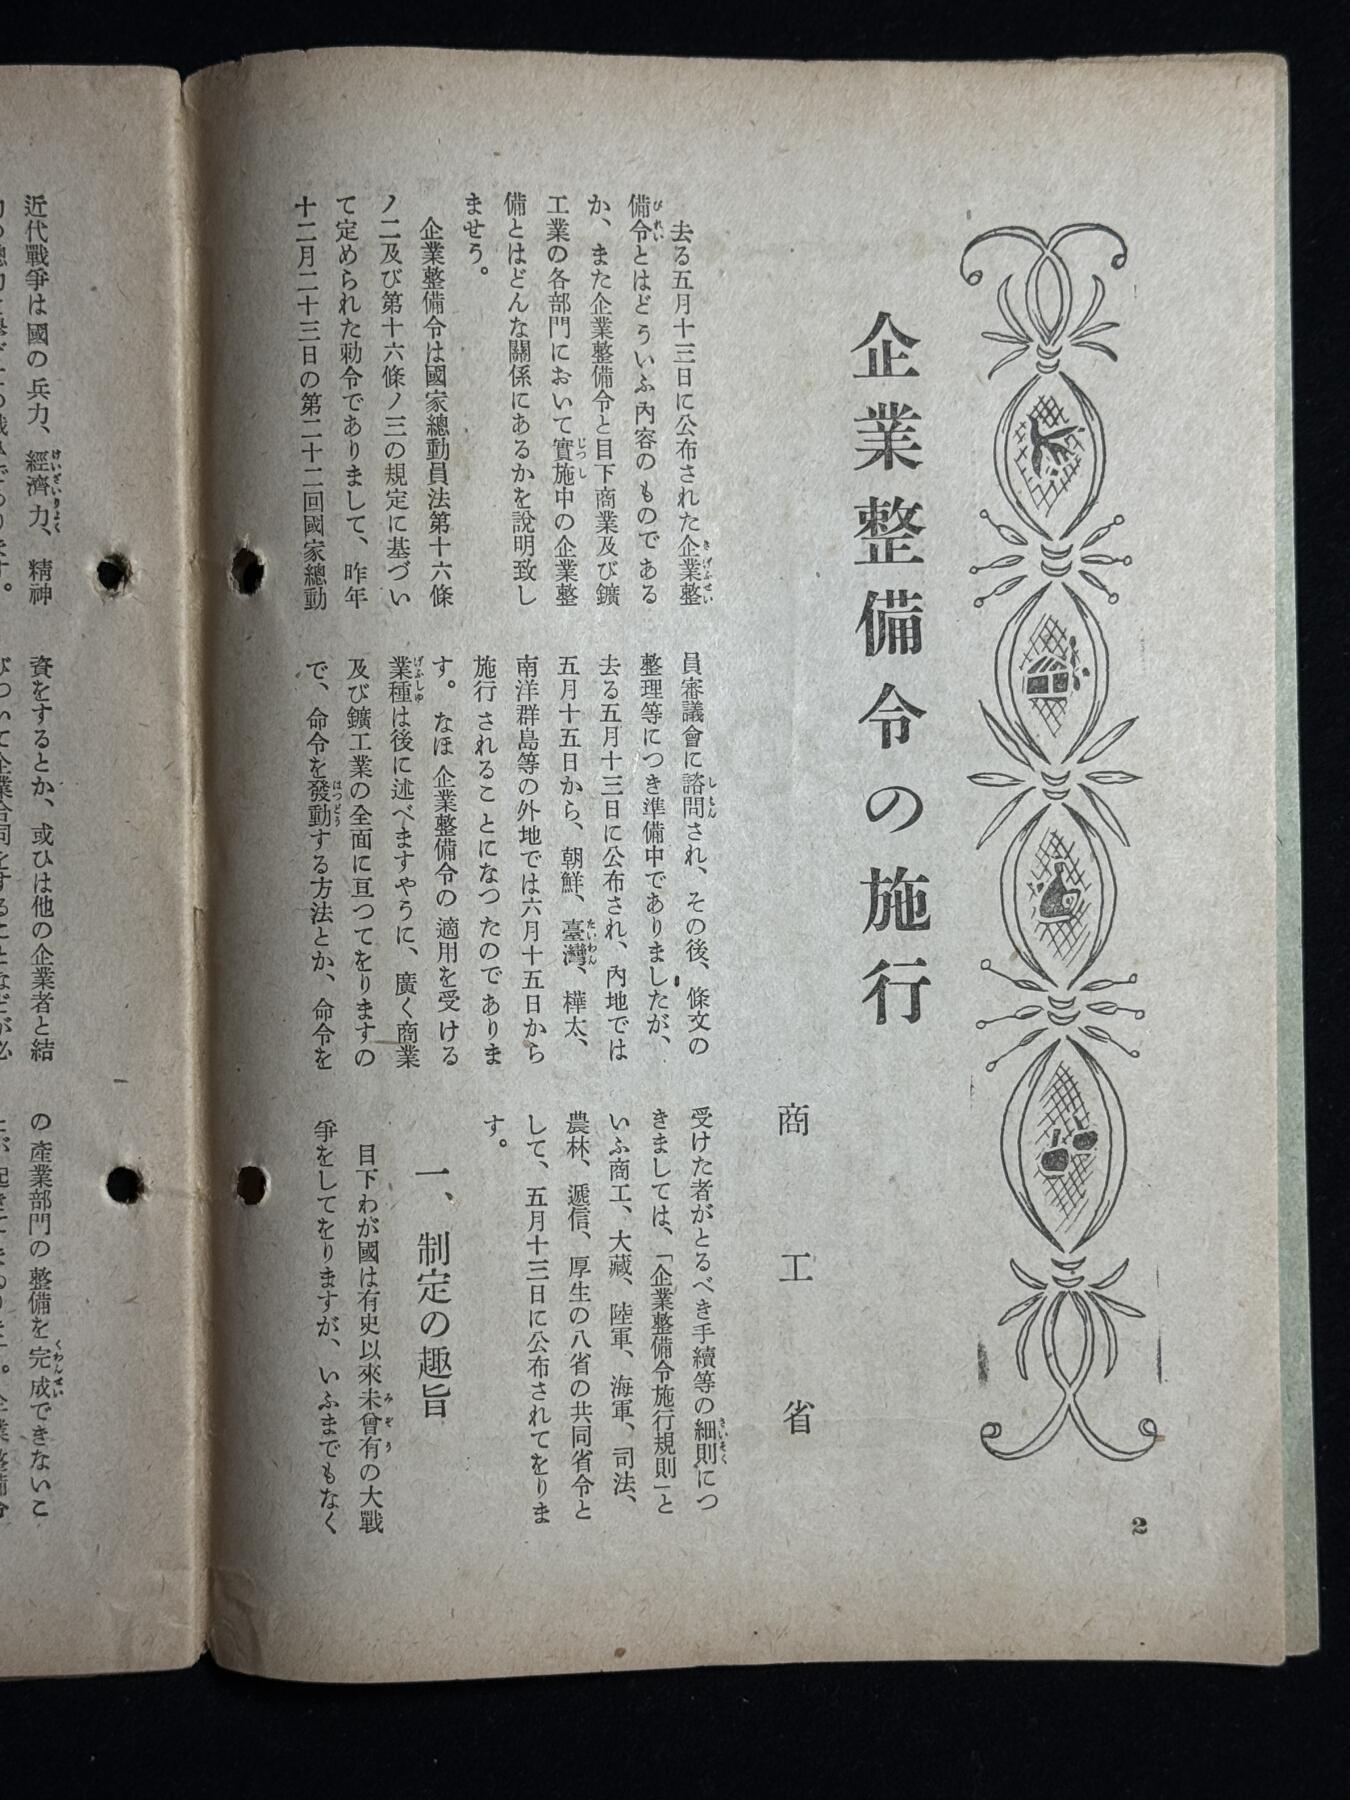 企業整備令の施行
商工省
去る五月十三日に公布された企業整
備令とはどういふ內容のものである
か、また企業整備令と目下商業及び鑛
工業の各部門において實施中の企業整
備とはどんな關係にあるかを說明致し
ませう。
企業整備令は國家總動員法第十六條
ノ二及び第十六條ノ三の規定に基づい
て定められた勅令でありまして、昨年
十二月二十三日の第二十二回國家總動
員審議會に諮問され、その後、條文の
整理等につき準備中でありましたが、
去る五月十三日に公布され、內地では
五月十五日から、朝鮮、臺灣、樺太、
南洋群島等の外地では六月十五日から
施行されることになつたのでありま
す。なほ企業整備令の適用を受ける
業種は後に述べますやうに、廣く商業
及び鑛工業の全面に亙つてをりますの
で、命令を發動する方法とか、命令を
受けた者がとるべき手續等の細則につ
きましては、「企業整備令施行規則」と
いふ商工、大藏、陸軍、海軍、司法、
農林、遞信、厚生の八省の共同省令と
して、五月十三日に公布されてをりま
す。
一、制定の趣旨
目下わが國は有史以來未曾有の大戰
爭をしてをりますが、いふまでもなく
2
近代戰爭は國の兵力、經濟力、精神
資をするとか、或ひは他の企業者と結
の產業部門の整備を完成できないこ